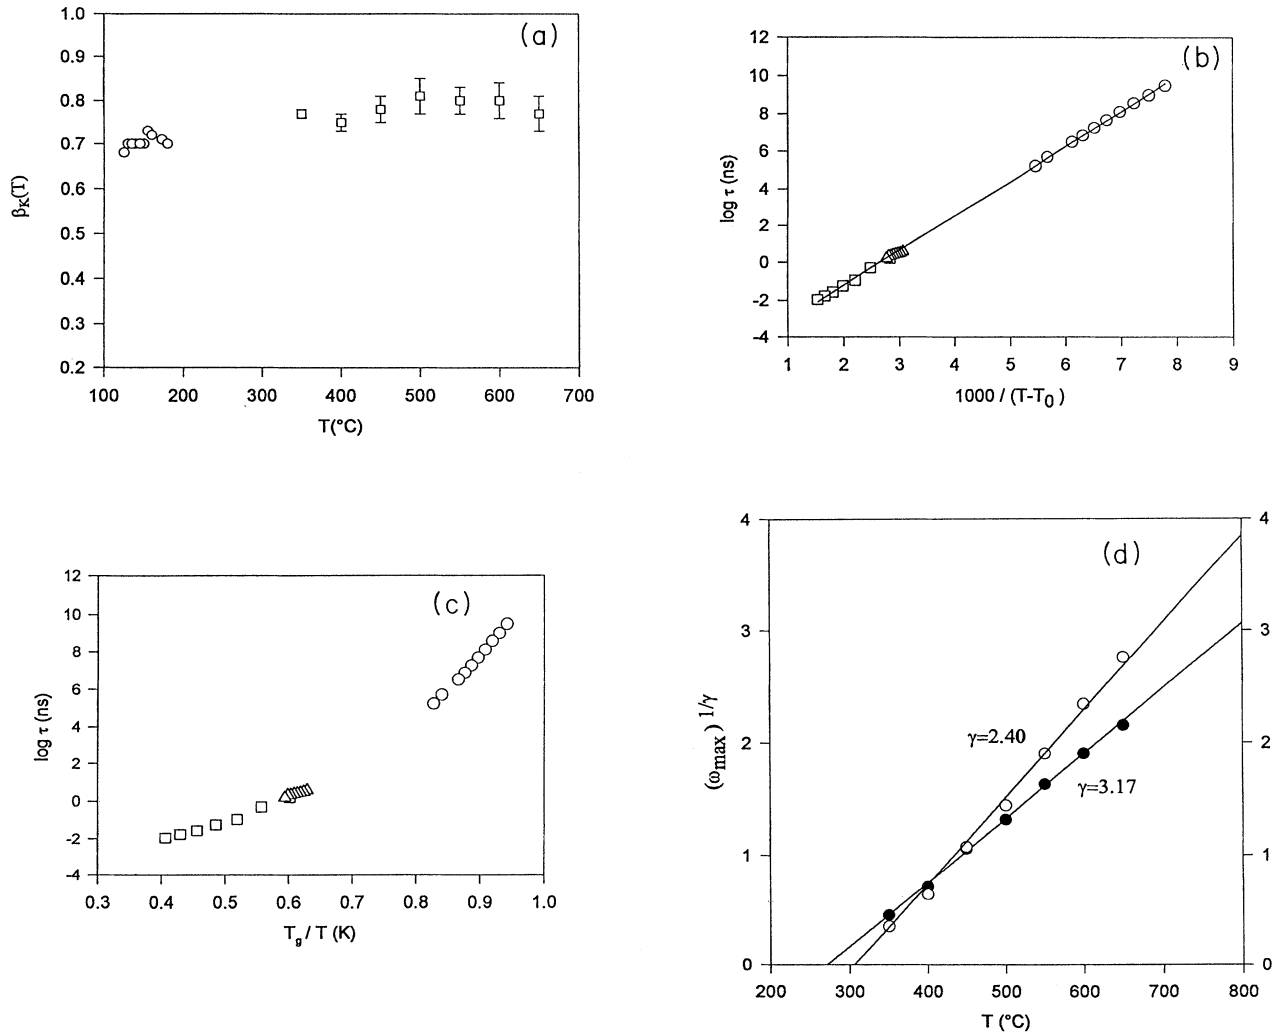 (a)
1.0
0.9
0.8
0.7
0.6
0.5
0.4
0.3
0.2
βK(T)
100 200 300 400 500 600 700
T(°C)
(b)
12
10
8
6
4
2
0
-2
-4
log τ (ns)
1 2 3 4 5 6 7 8 9
1000 / (T-T0 )
(c)
12
10
8
6
4
2
0
-2
-4
log τ (ns)
0.3 0.4 0.5 0.6 0.7 0.8 0.9 1.0
Tg / T (K)
(d)
4 4
3 3
2 2
1 1
0 0
(ωmax) 1/γ
γ=2.40
γ=3.17
200 300 400 500 600 700 800
T (°C)